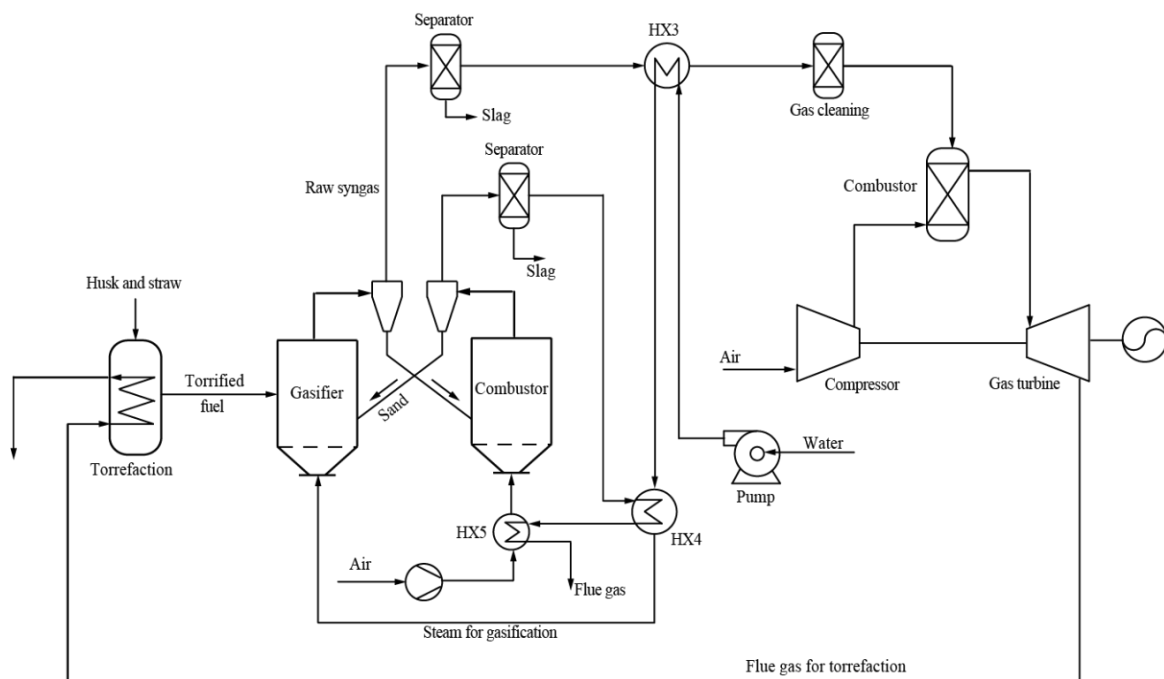 Separator
HX3
Slag
Gas cleaning
Separator
Raw syngas
Combustor
Slag
Husk and straw
Gasifier
Combustor
Torrified
fuel
Sand
Air
Compressor
Gas turbine
Torrefaction
Water
Pump
HX5
HX4
Air
Flue gas
Steam for gasification
Flue gas for torrefaction